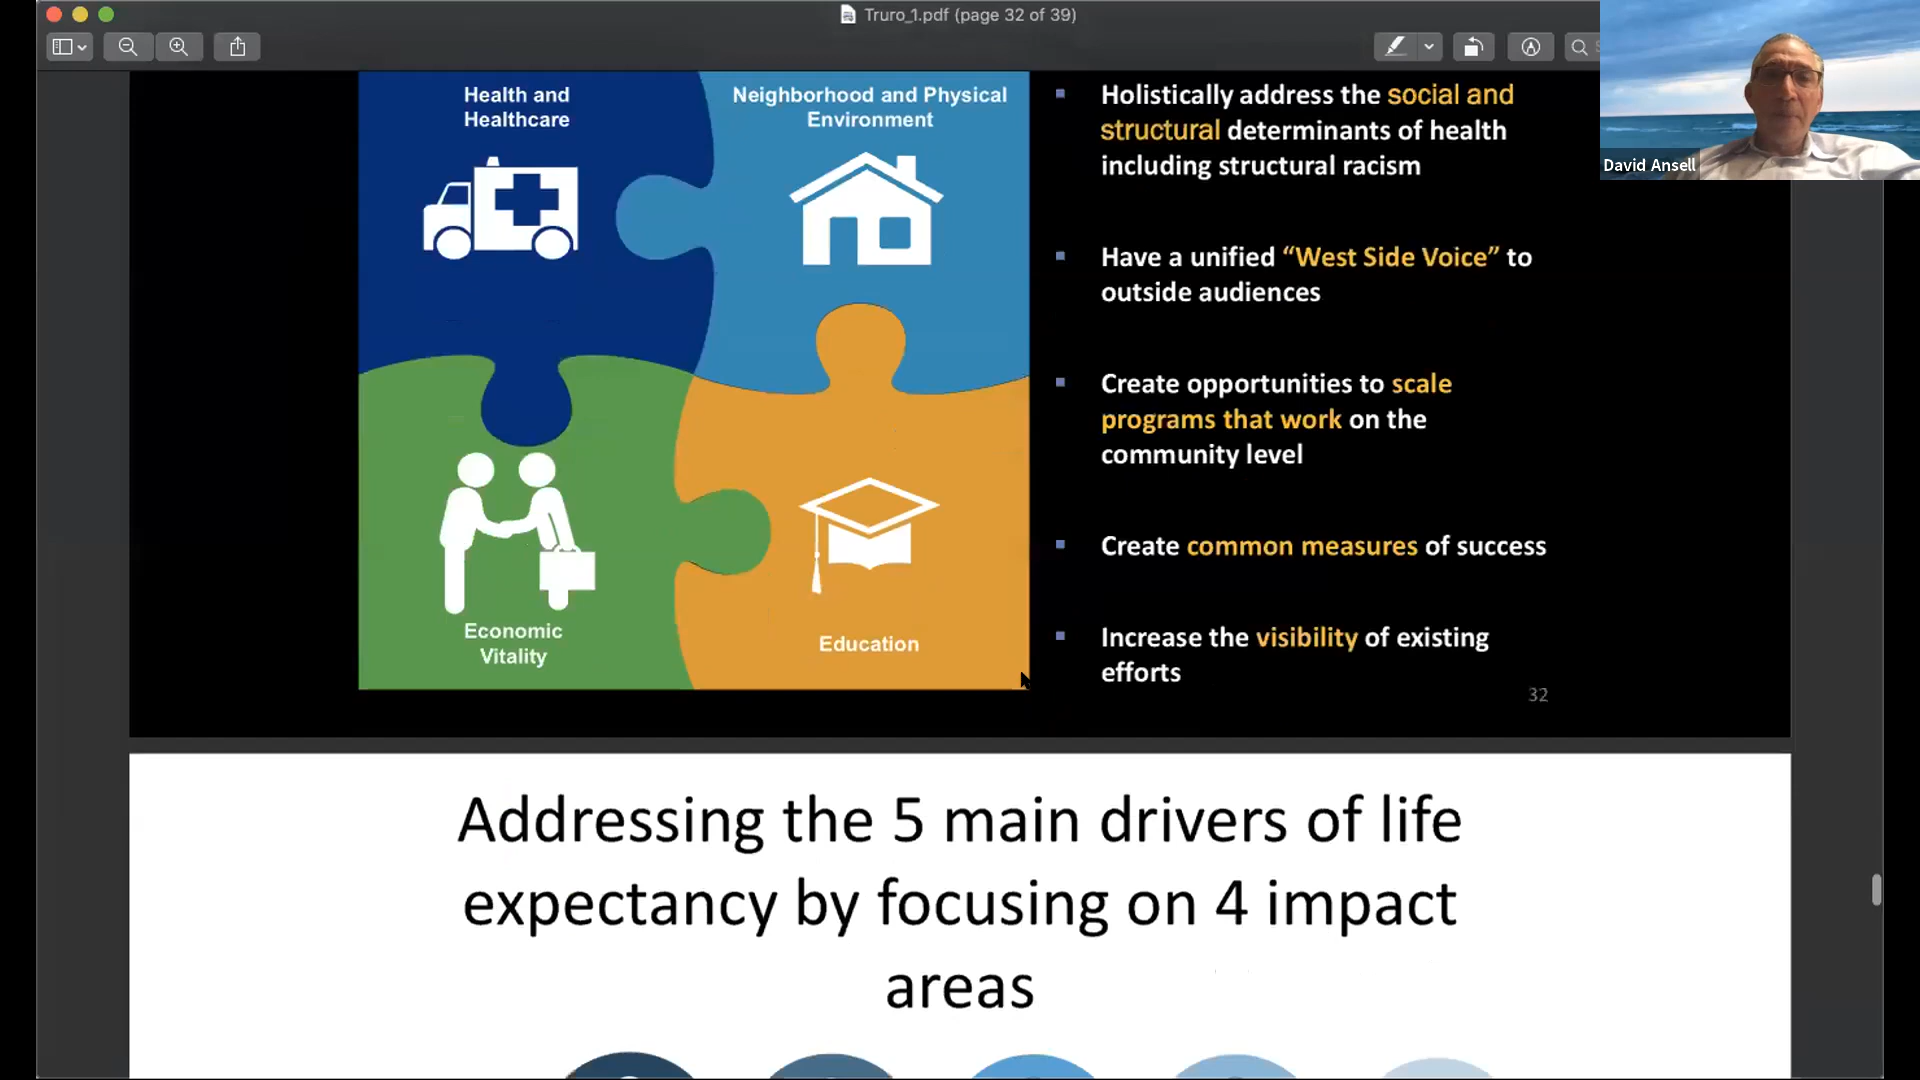 Truro_1.pdf (page 32 of 39)
David Ansell
Health and
Healthcare
Neighborhood and Physical
Environment
Economic
Vitality
Education
Holistically address the social and
structural determinants of health
including structural racism
Have a unified “West Side Voice” to
outside audiences
Create opportunities to scale
programs that work on the
community level
Create common measures of success
Increase the visibility of existing
efforts
32
Addressing the 5 main drivers of life
expectancy by focusing on 4 impact
areas